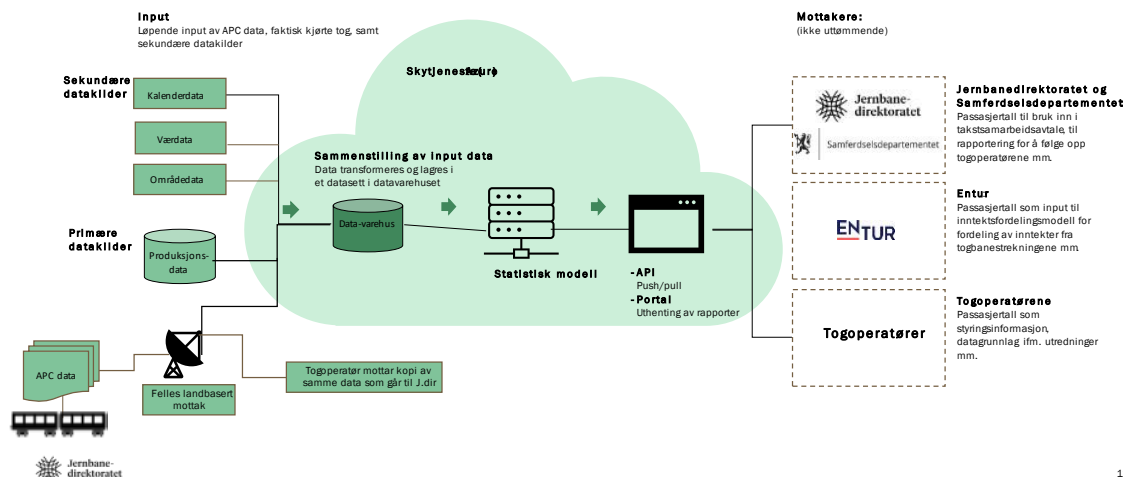 Input
Løpende input av APC data, faktisk kjørte tog, samt
sekundære datakilder
Mottakere:
(ikke uttømmende)
Sekundære
datakilder
Kalenderdata
Værdata
Områdedata
Primære
datakilder
Produksjons-
data
APC data
Felles landbasert
mottak
Togoperatør mottar kopi av
samme data som går til J.dir
Sammenstilling av input data
Data transformeres og lagres i
et datasett i datavarehuset
Data-varehus
Statistisk modell
-API
Push/pull
-Portal
Uthenting av rapporter
Jernbane-
direktoratet
Samferdselsdepartementet
Jernbanedirektoratet og
Samferdselsdepartementet
Passasjertall til bruk inn i
takstsamarbeidsavtale, til
rapportering for å følge opp
togoperatørene mm.
ENTUR
Entur
Passasjertall som input til
inntektsfordelingsmodell for
fordeling av inntekter fra
togbanestrekningene mm.
Togoperatører
Togoperatørene
Passasjertall som
styringsinformasjon,
datagrunnlag ifm. utredninger
mm.
Jernbane-
direktoratet
1